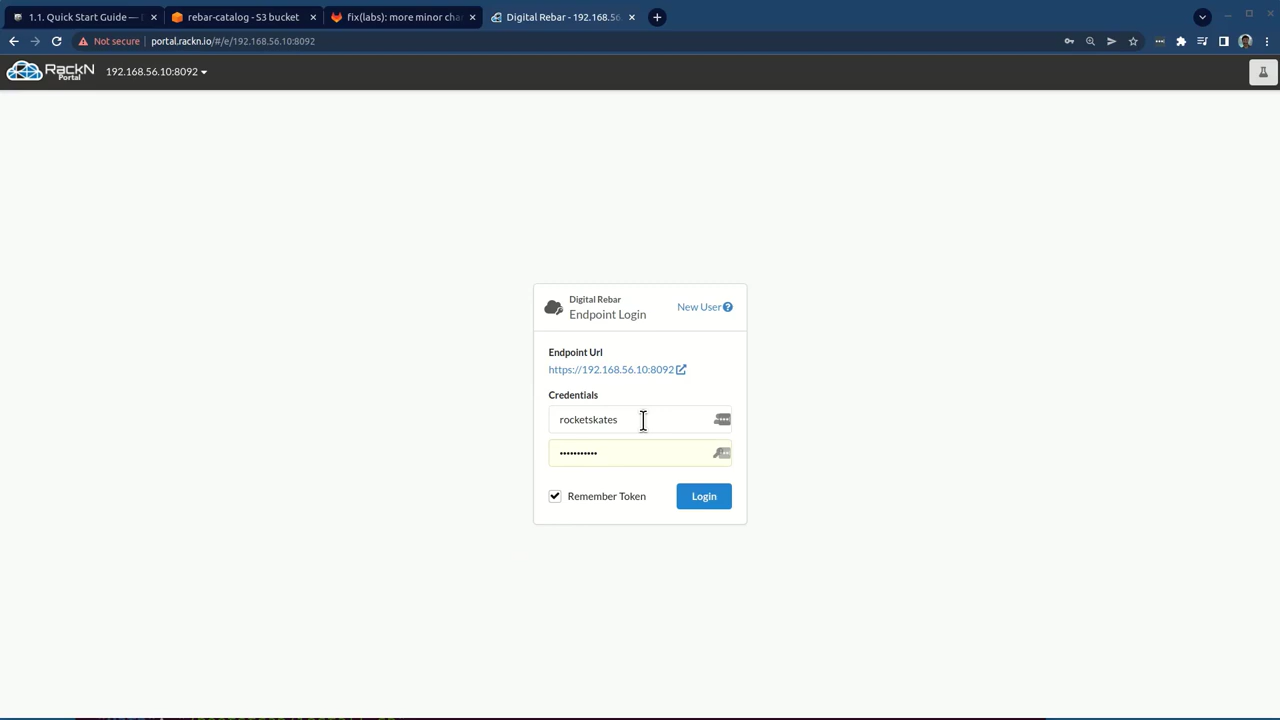 1.1. Quick Start Guide —
rebar-catalog - S3 bucket
fix(labs): more minor cha
Digital Rebar - 192.168.56.
Not secure
portal.rackn.io/#/e/192.168.56.10:8092
RackN
Portal
192.168.56.10:8092
Digital Rebar
Endpoint Login
New User
Endpoint Url
https://192.168.56.10:8092
Credentials
rocketskates
•••••••••••
Remember Token
Login